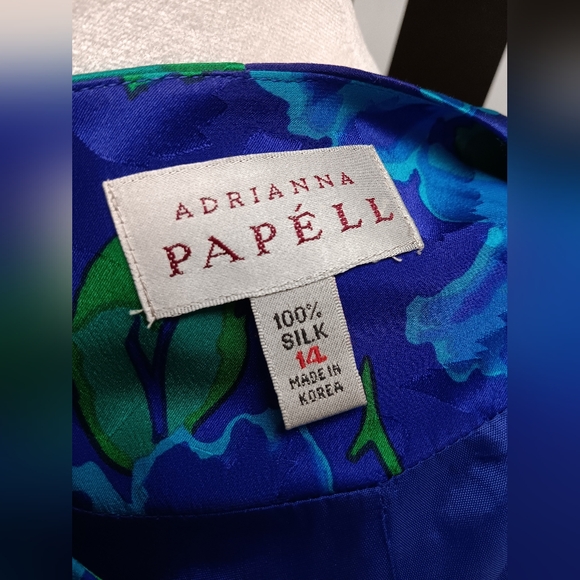 ADRIANNA
PAPÉLL
100%
SILK
14
MADE IN
KOREA